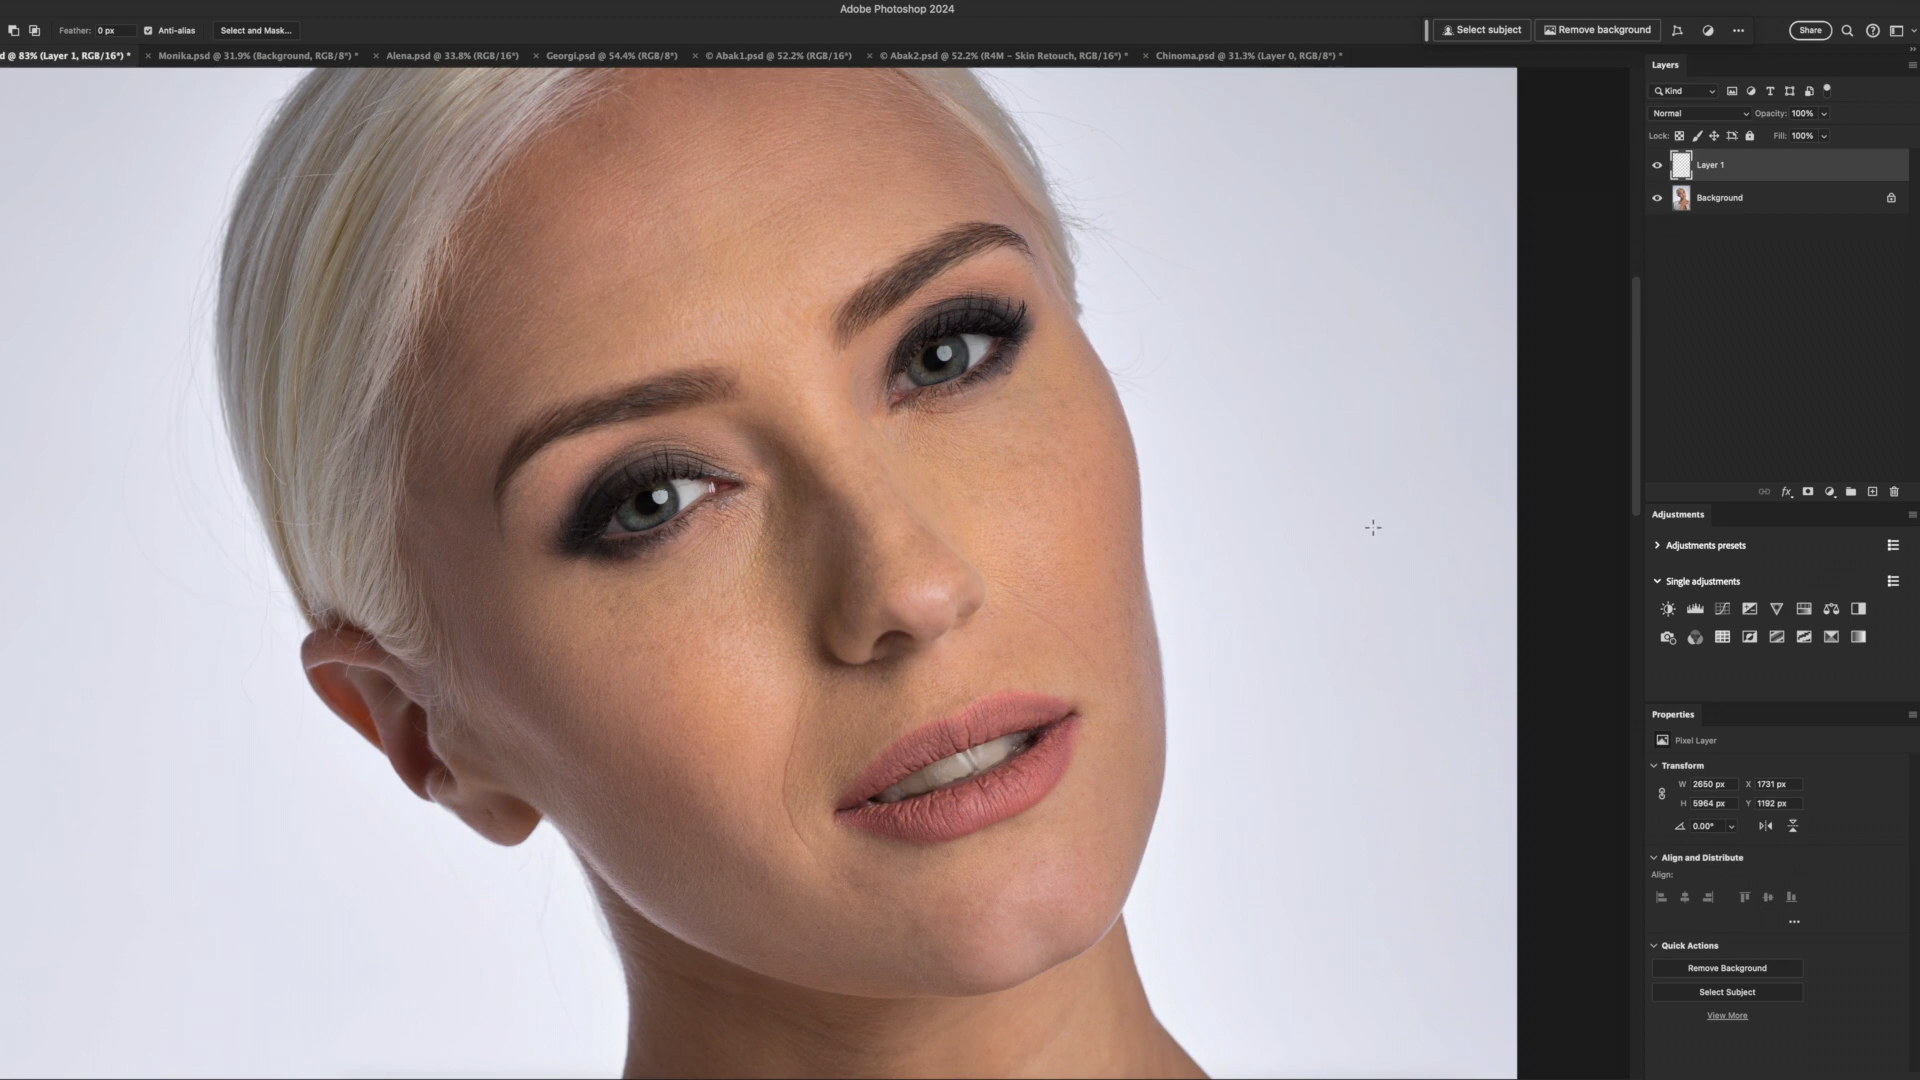 Adobe Photoshop 2024
Feather: 0 px Anti-alias Select and Mask... Select subject Remove background Share
d @ 83% (Layer 1, RGB/16*) * × Monika.psd @ 31.9% (Background, RGB/8*) * × Alena.psd @ 33.8% (RGB/16*) × Georgi.psd @ 54.4% (RGB/8*) × © Abak1.psd @ 52.2% (RGB/16*) × © Abak2.psd @ 52.2% (R4M - Skin Retouch, RGB/16*) * × Chinoma.psd @ 31.3% (Layer 0, RGB/8*) *
Layers
Kind
Normal Opacity: 100%
Lock: Fill: 100%
Layer 1
Background
fx
Adjustments
Adjustments presets
Single adjustments
Properties
Pixel Layer
Transform
W 2650 px X 1731 px
H 5964 px Y 1192 px
0.00°
Align and Distribute
Align:
Quick Actions
Remove Background
Select Subject
View More